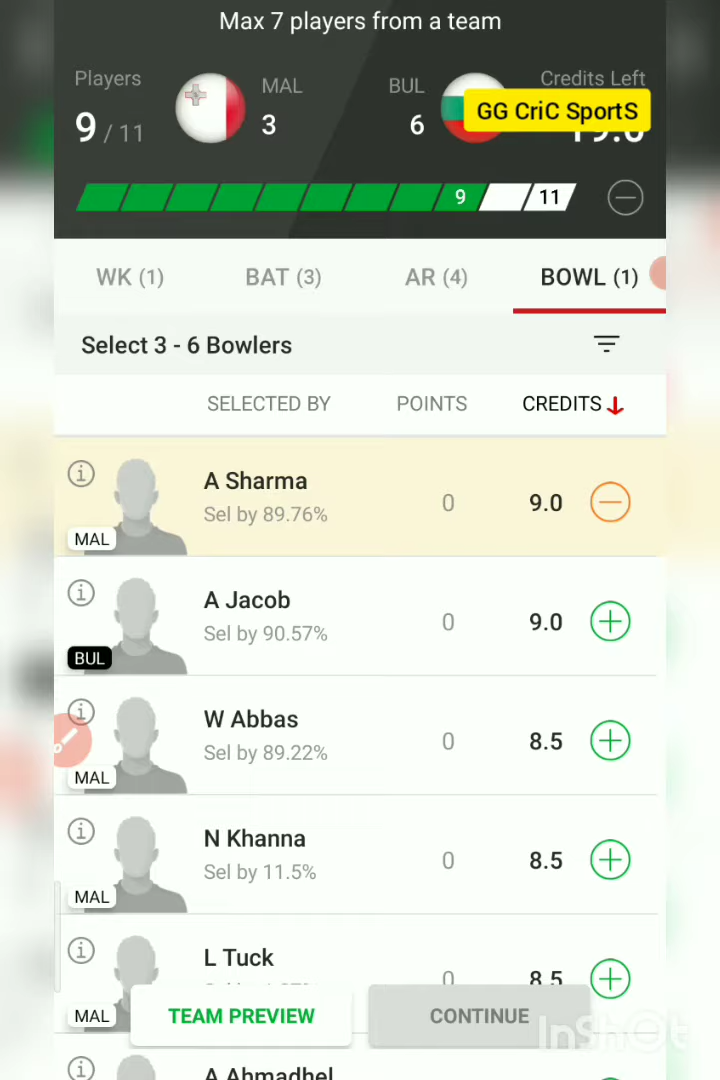 Max 7 players from a team
Players
MAL
BUL
Credits Left
9 / 11
3
6
GG CriC SportS
9
11
WK (1)
BAT (3)
AR (4)
BOWL (1)
Select 3 - 6 Bowlers
SELECTED BY
POINTS
CREDITS
A Sharma
Sel by 89.76%
0
9.0
MAL
A Jacob
Sel by 90.57%
0
9.0
BUL
W Abbas
Sel by 89.22%
0
8.5
MAL
N Khanna
Sel by 11.5%
0
8.5
MAL
L Tuck
0
8.5
MAL
TEAM PREVIEW
CONTINUE
InShOt
A Ahmadhel